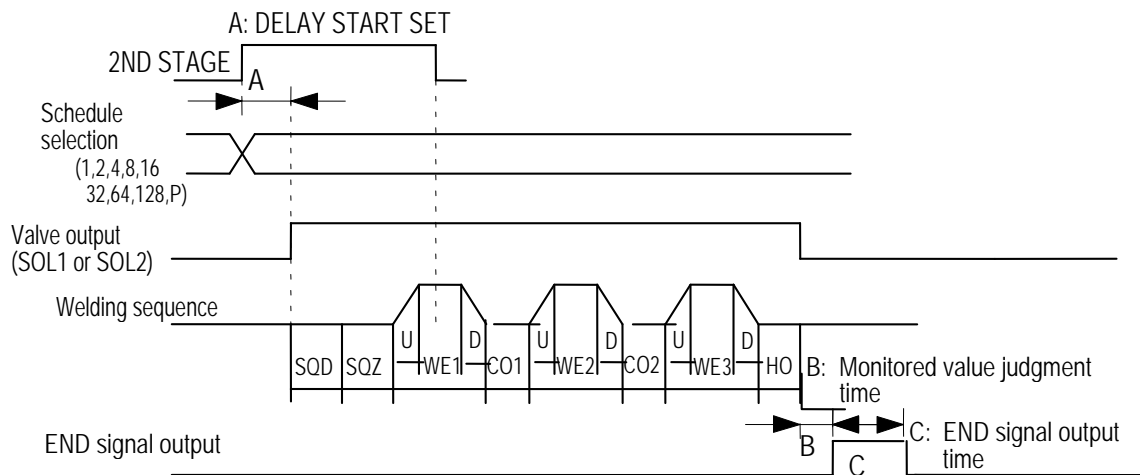 A: DELAY START SET
2ND STAGE
A
Schedule
selection
(1,2,4,8,16
32,64,128,P)
Valve output
(SOL1 or SOL2)
Welding sequence
SQD SQZ U WE1 D CO1 U WE2 D CO2 U WE3 D HO
B: Monitored value judgment
time
END signal output
B
C
C: END signal output
time